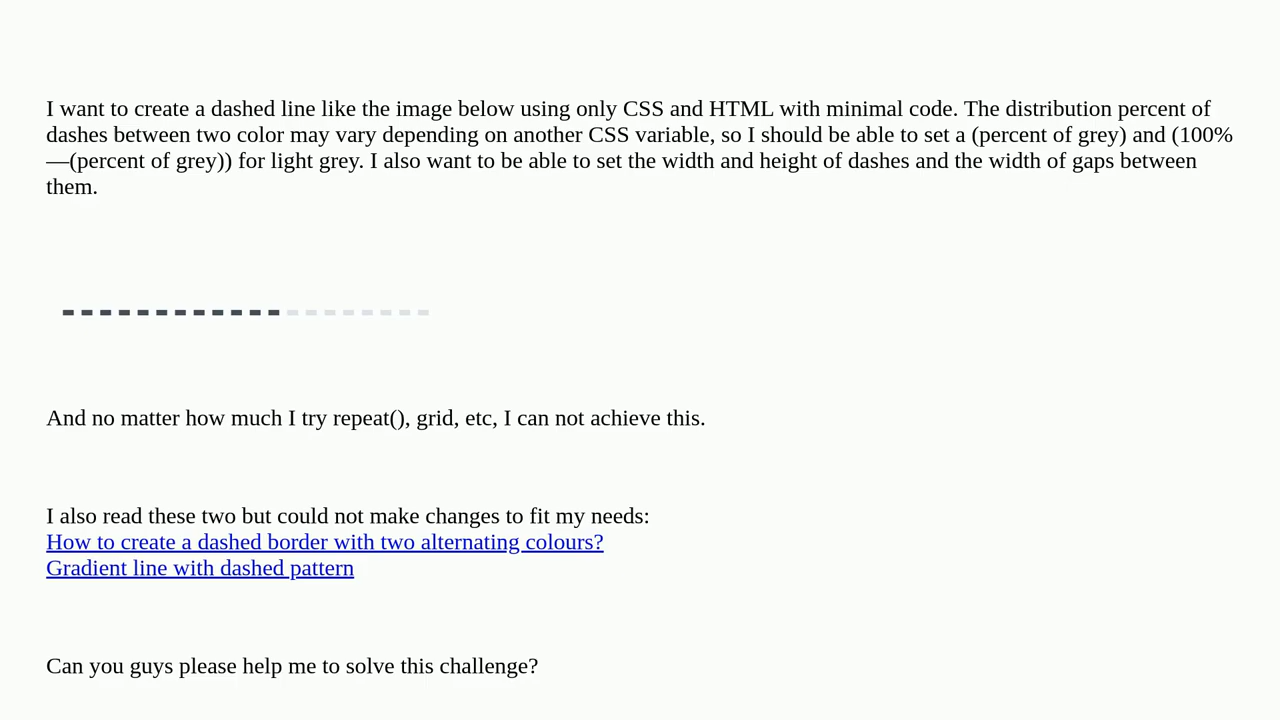 I want to create a dashed line like the image below using only CSS and HTML with minimal code. The distribution percent of
dashes between two color may vary depending on another CSS variable, so I should be able to set a (percent of grey) and (100%
—(percent of grey)) for light grey. I also want to be able to set the width and height of dashes and the width of gaps between
them.
And no matter how much I try repeat(), grid, etc, I can not achieve this.
I also read these two but could not make changes to fit my needs:
How to create a dashed border with two alternating colours?
Gradient line with dashed pattern
Can you guys please help me to solve this challenge?